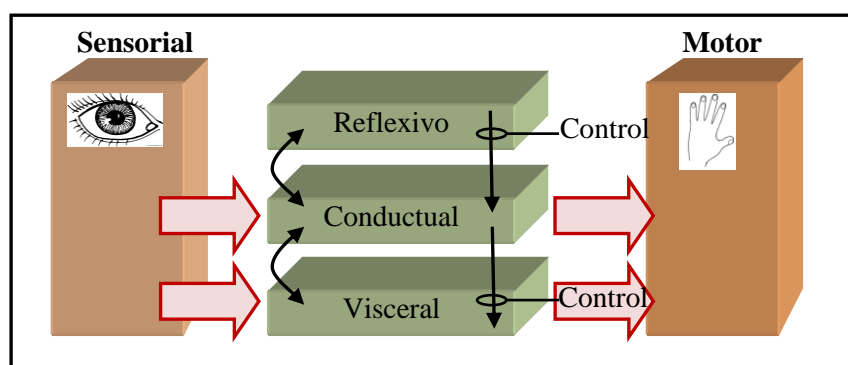 Sensorial
Motor
Reflexivo
Control
Conductual
Visceral
Control